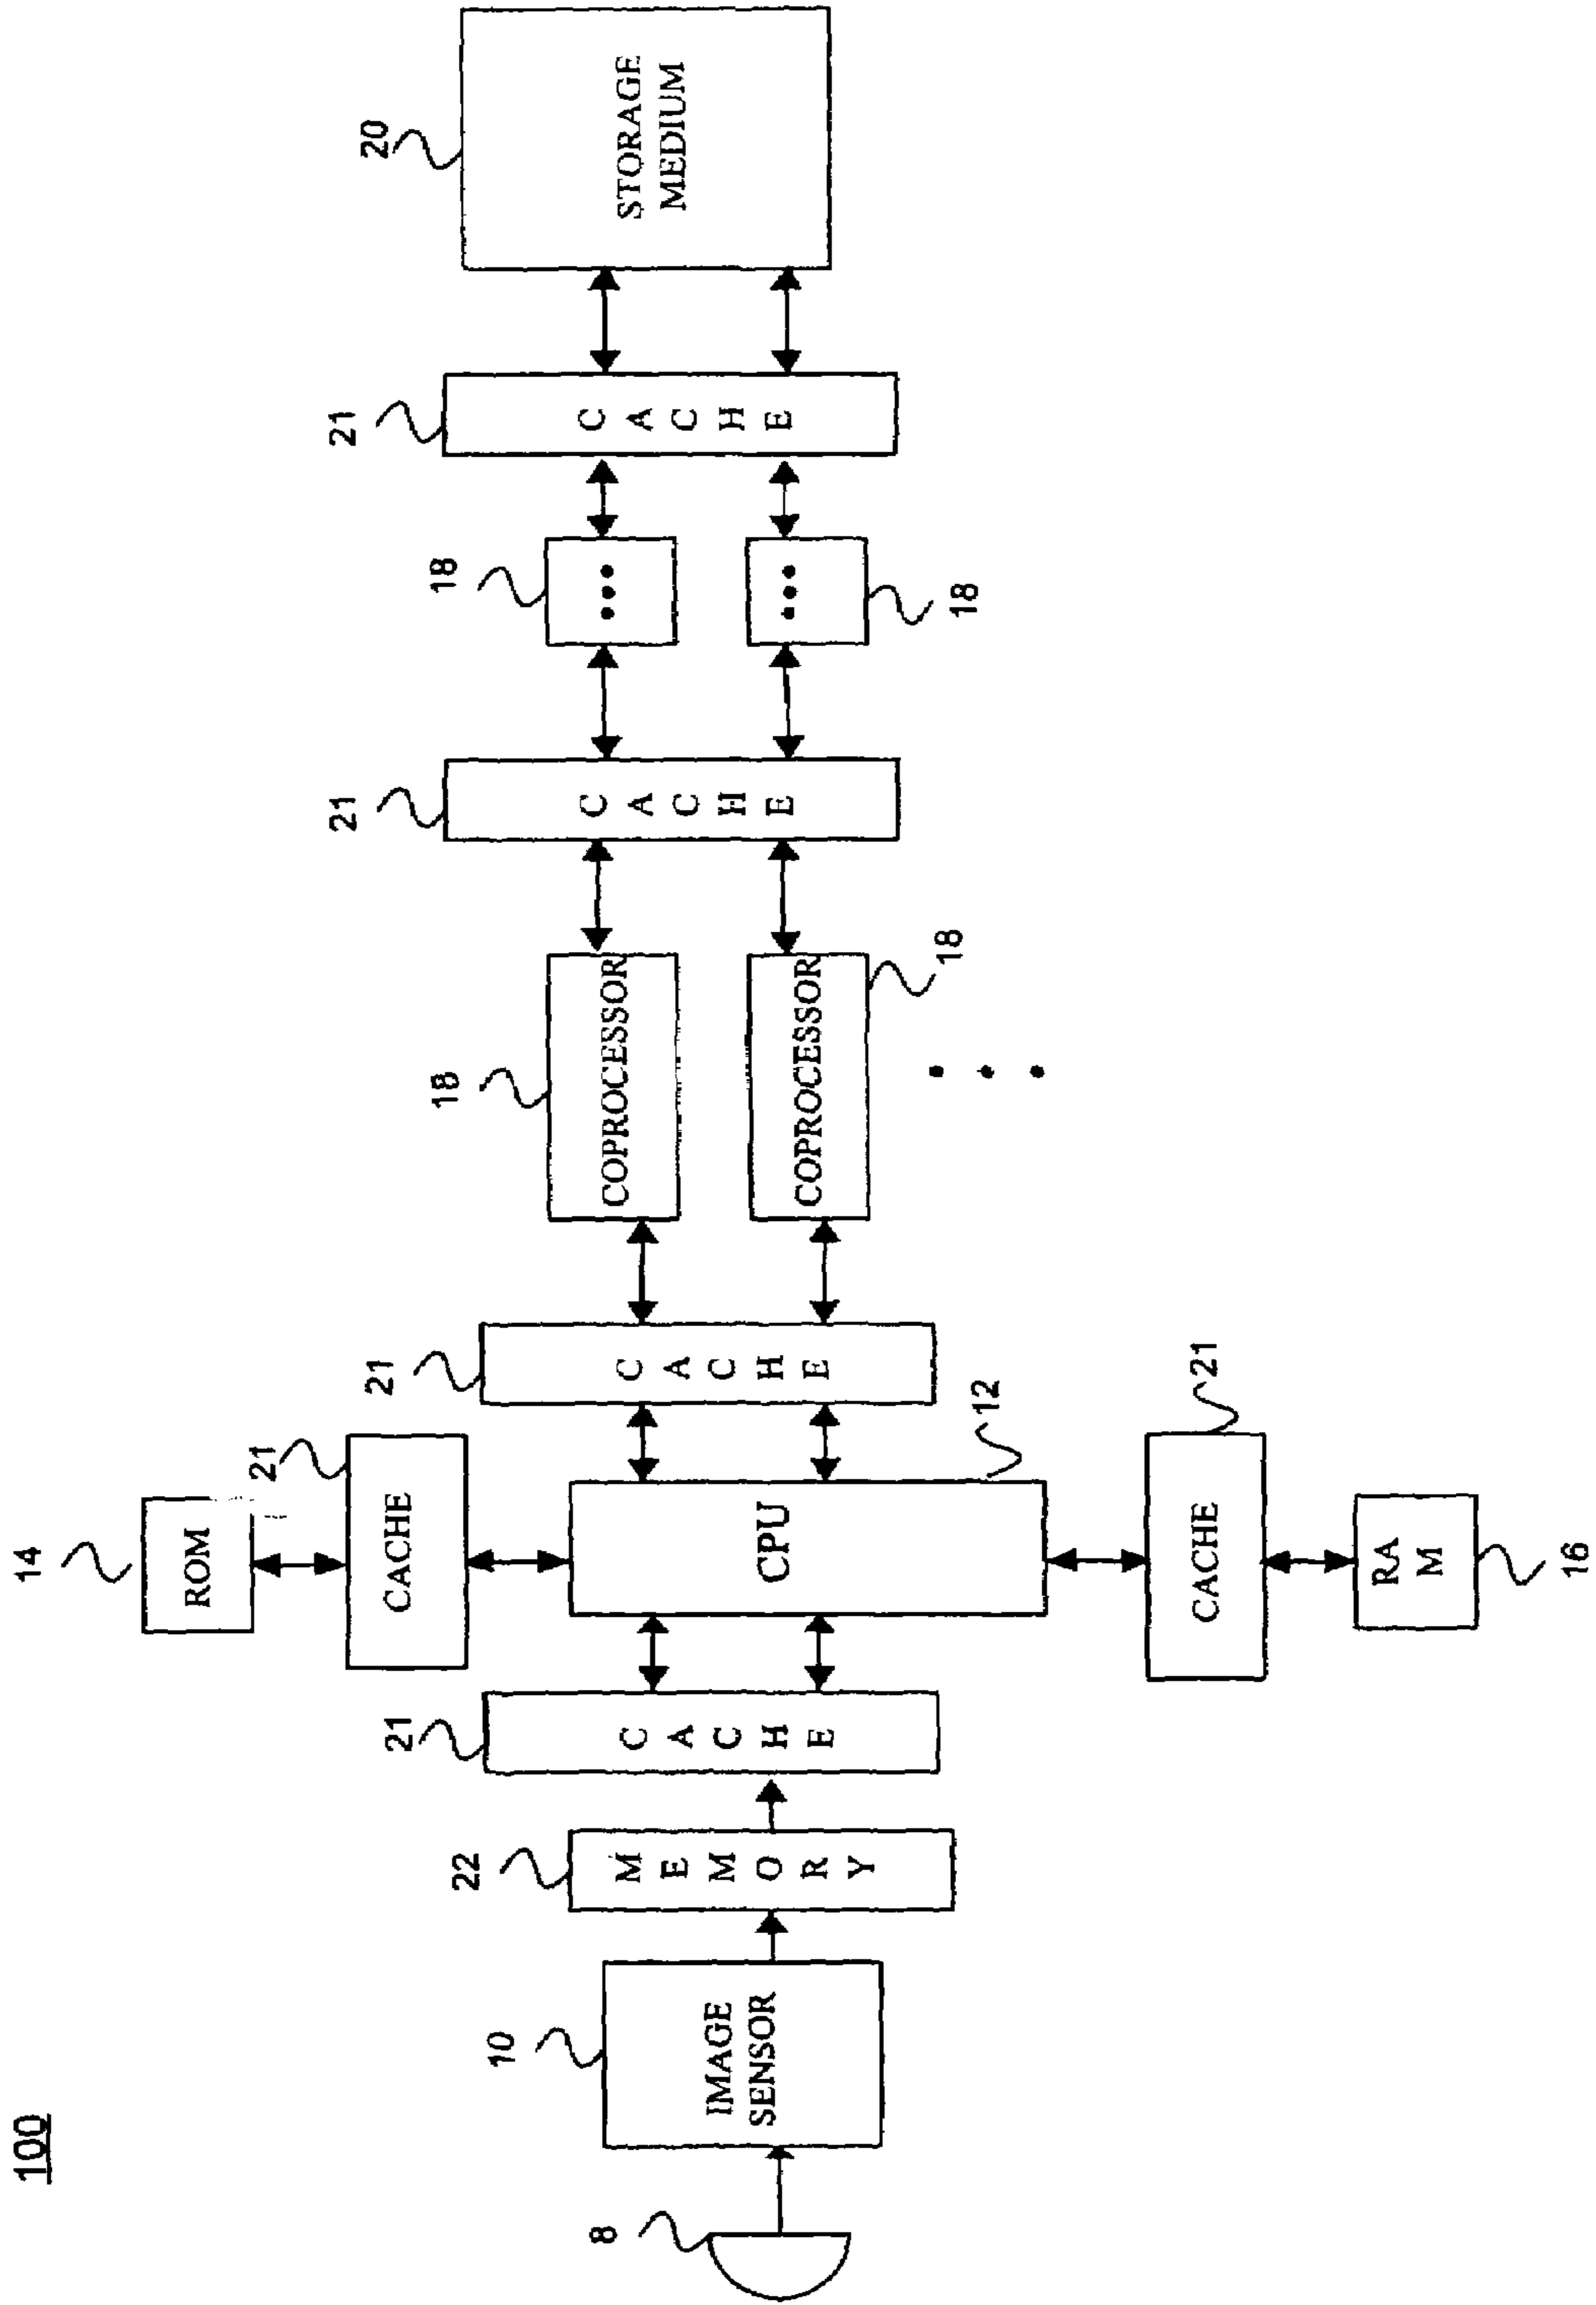 100
8
10
IMAGE
SENSOR
22
MEMORY
21
CACHE
14
ROM
21
CACHE
CPU
12
21
CACHE
RA
M
16
21
CACHE
18
COPROCESSOR
COPROCESSOR
18
• • •
21
CACHE
18
•••
•••
18
21
CACHE
20
STORAGE
MEDIUM